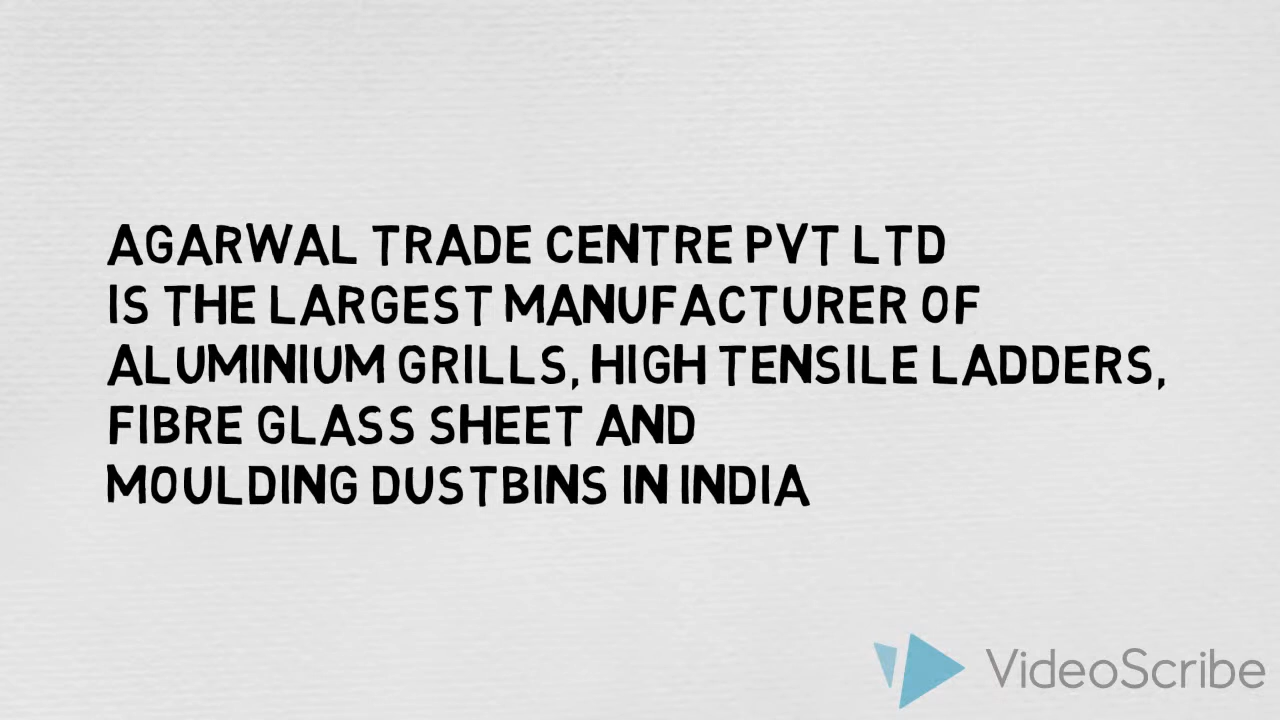 AGARWAL TRADE CENTRE PVT LTD
IS THE LARGEST MANUFACTURER OF
ALUMINIUM GRILLS, HIGH TENSILE LADDERS,
FIBRE GLASS SHEET AND
MOULDING DUSTBINS IN INDIA
VideoScribe